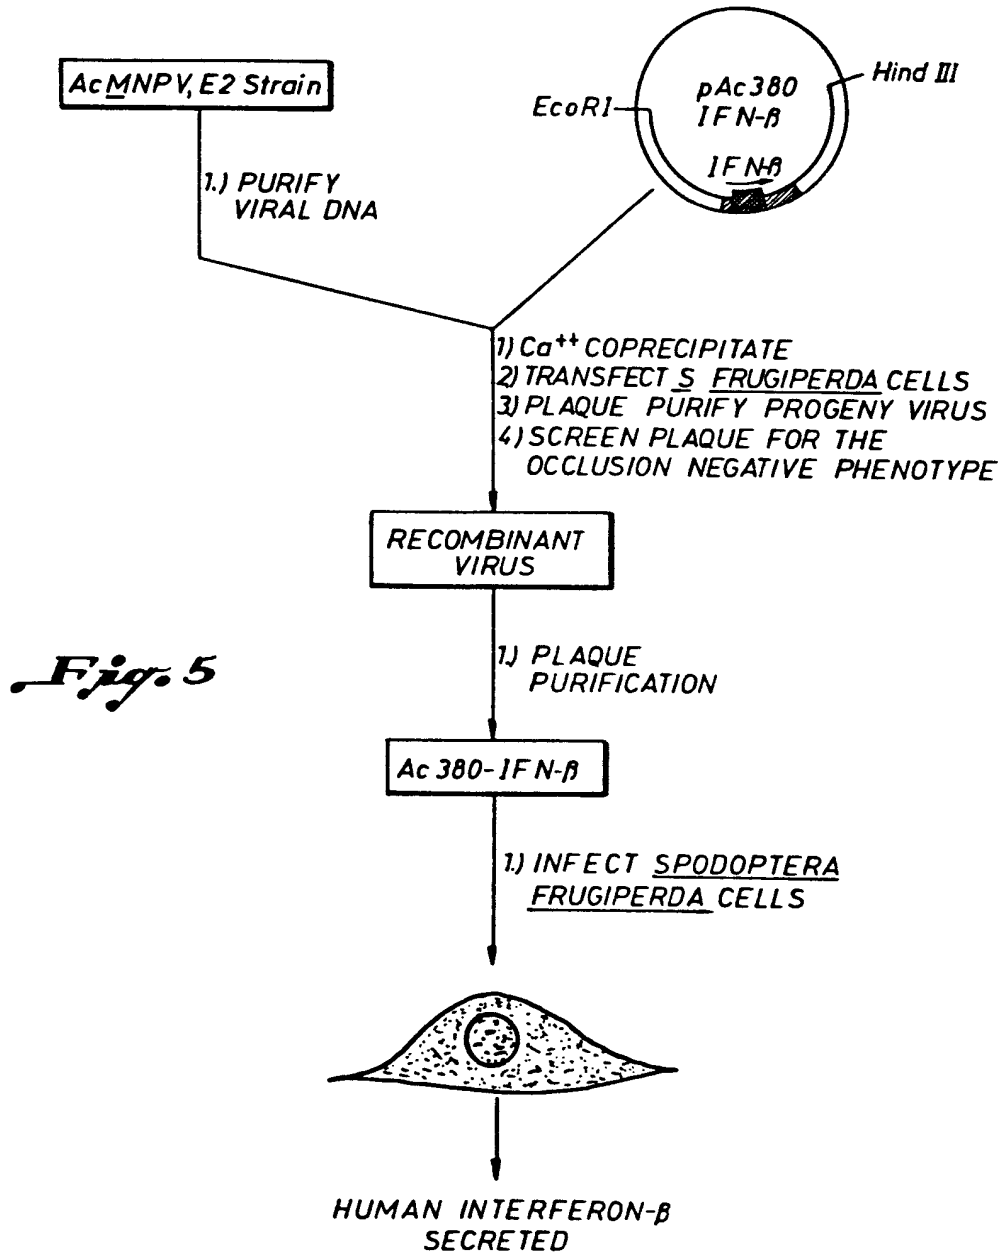 AcMNPV, E2 Strain
pAc380
IFN-β
Hind III
EcoRI
IFN-β
1.) PURIFY
VIRAL DNA
1) Ca++ COPRECIPITATE
2) TRANSFECT S FRUGIPERDA CELLS
3) PLAQUE PURIFY PROGENY VIRUS
4) SCREEN PLAQUE FOR THE
OCCLUSION NEGATIVE PHENOTYPE
RECOMBINANT
VIRUS
Fig. 5
1.) PLAQUE
PURIFICATION
Ac 380-IFN-β
1.) INFECT SPODOPTERA
FRUGIPERDA CELLS
HUMAN INTERFERON-β
SECRETED